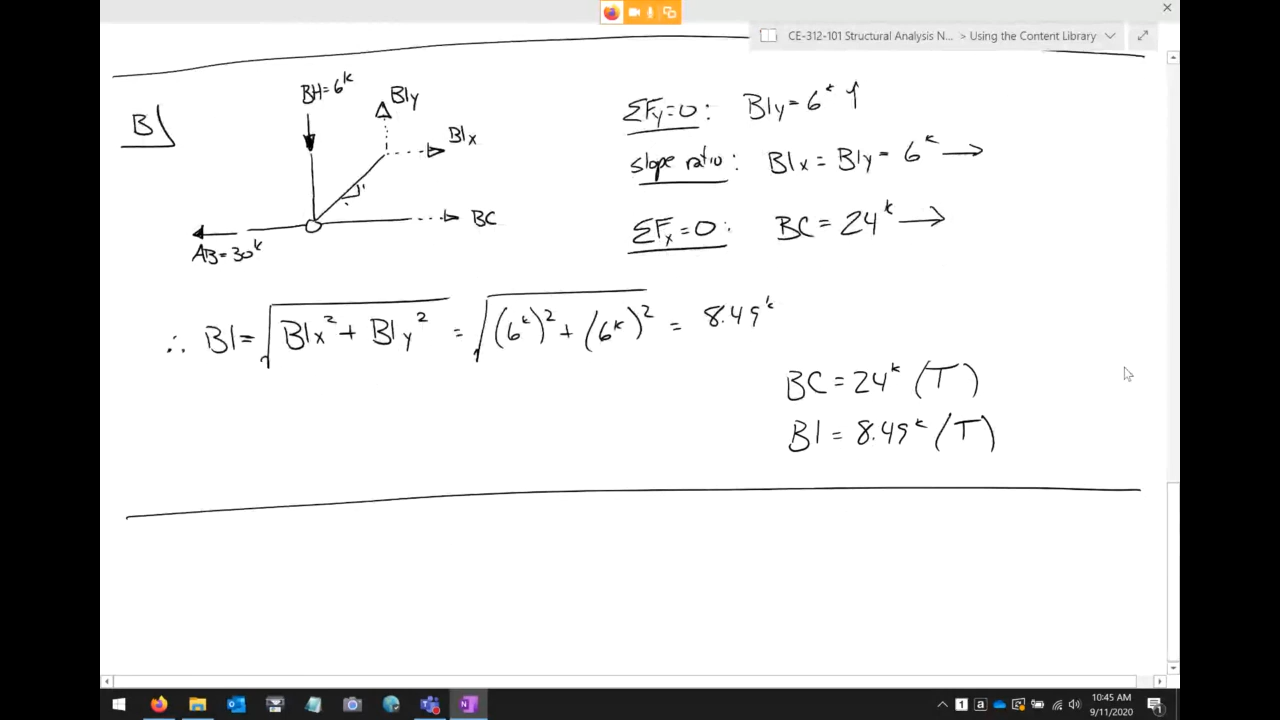 CE-312-101 Structural Analysis N... > Using the Content Library
B
BH=6ᵏ
BIy
BIx
BC
AB=30ᵏ
ΣFy=0: BIy=6ᵏ ↑
slope ratio: BIx = BIy = 6ᵏ →
ΣFx=0: BC = 24ᵏ →
∴ BI = √(BIx² + BIy²) = √((6ᵏ)² + (6ᵏ)²) = 8.49ᵏ
BC = 24ᵏ (T)
BI = 8.49ᵏ (T)
10:45 AM
9/11/2020